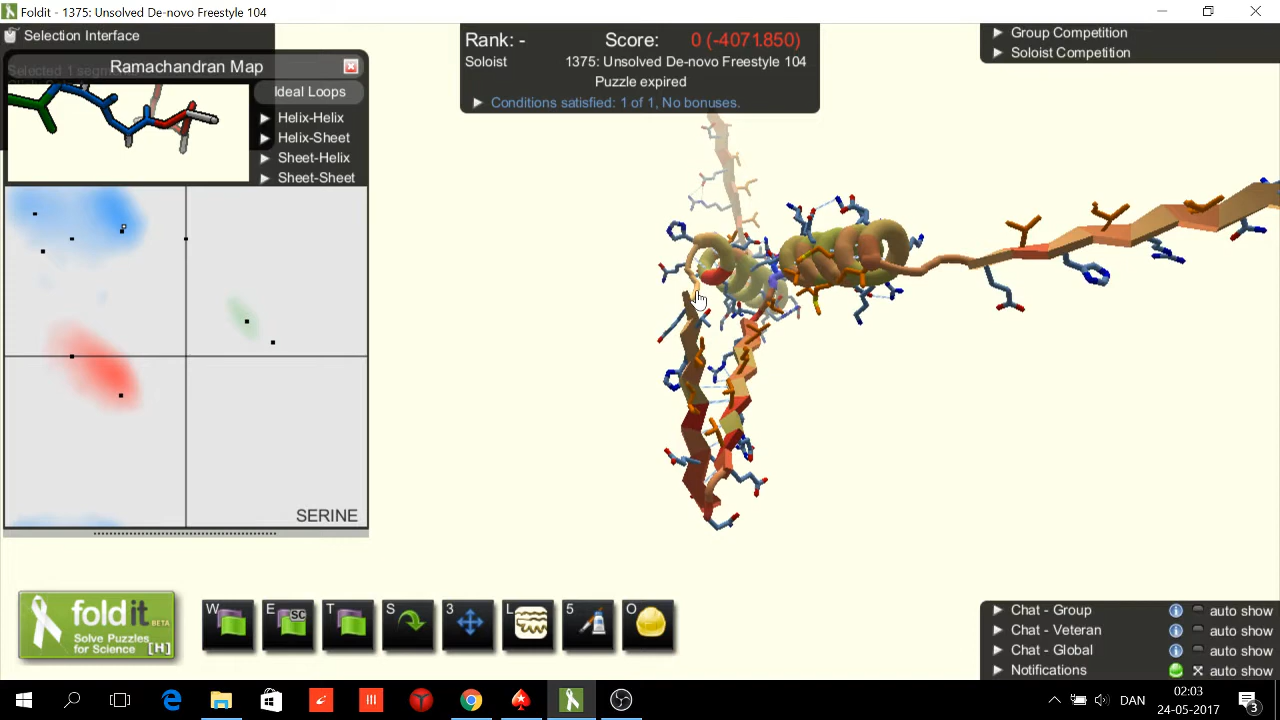 Foldit - 1375: Unsolved De-novo Freestyle 104
Selection Interface
Ramachandran Map
Ideal Loops
Helix-Helix
Helix-Sheet
Sheet-Helix
Sheet-Sheet
SERINE
Rank: - Score: 0 (-4071.850)
Soloist 1375: Unsolved De-novo Freestyle 104
Puzzle expired
Conditions satisfied: 1 of 1, No bonuses.
Group Competition
Soloist Competition
foldit BETA
Solve Puzzles
for Science [H]
W E SC T S 3 L 5 O
Chat - Group auto show
Chat - Veteran auto show
Chat - Global auto show
Notifications auto show
DAN
02:03
24-05-2017
3